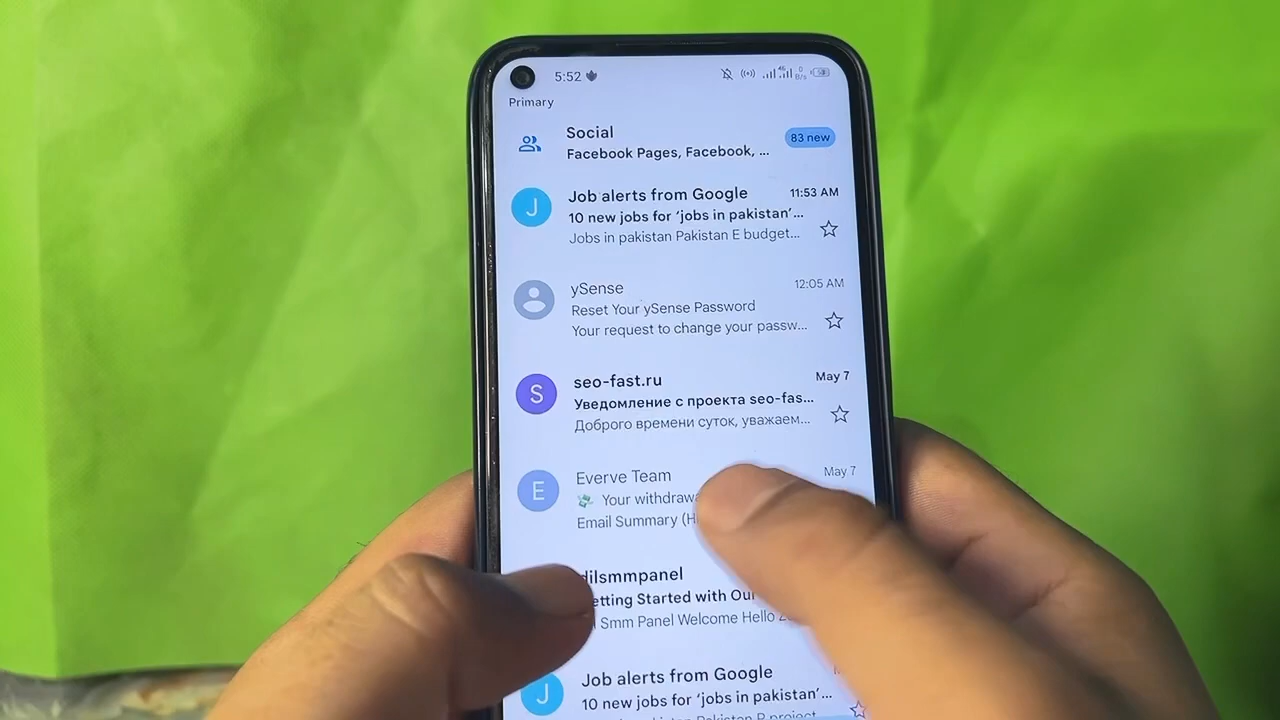 5:52
Primary
Social
83 new
Facebook Pages, Facebook, ...
J
Job alerts from Google
11:53 AM
10 new jobs for ‘jobs in pakistan’...
Jobs in pakistan Pakistan E budget...
ySense
12:05 AM
Reset Your ySense Password
Your request to change your passw...
S
seo-fast.ru
May 7
Уведомление с проекта seo-fas...
Доброго времени суток, уважаем...
E
Everve Team
May 7
Your
Email Summary
Getting Started with
Smm Panel Welcome Hello
J
Job alerts from Google
10 new jobs for ‘jobs in pakistan’...